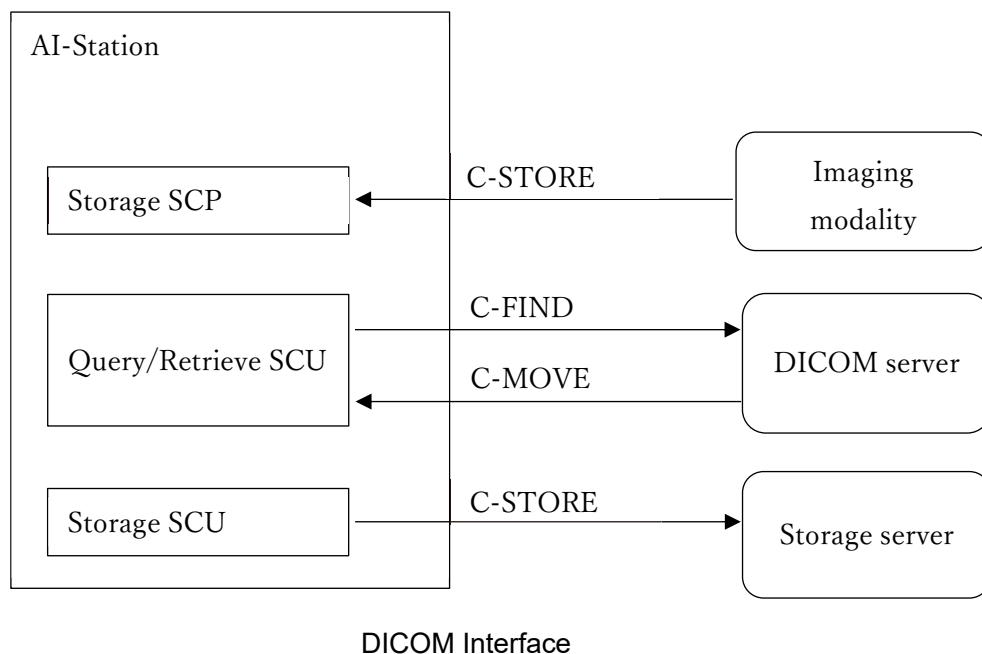 AI-Station
Storage SCP
C-STORE
Imaging
modality
Query/Retrieve SCU
C-FIND
C-MOVE
DICOM server
Storage SCU
C-STORE
Storage server
DICOM Interface